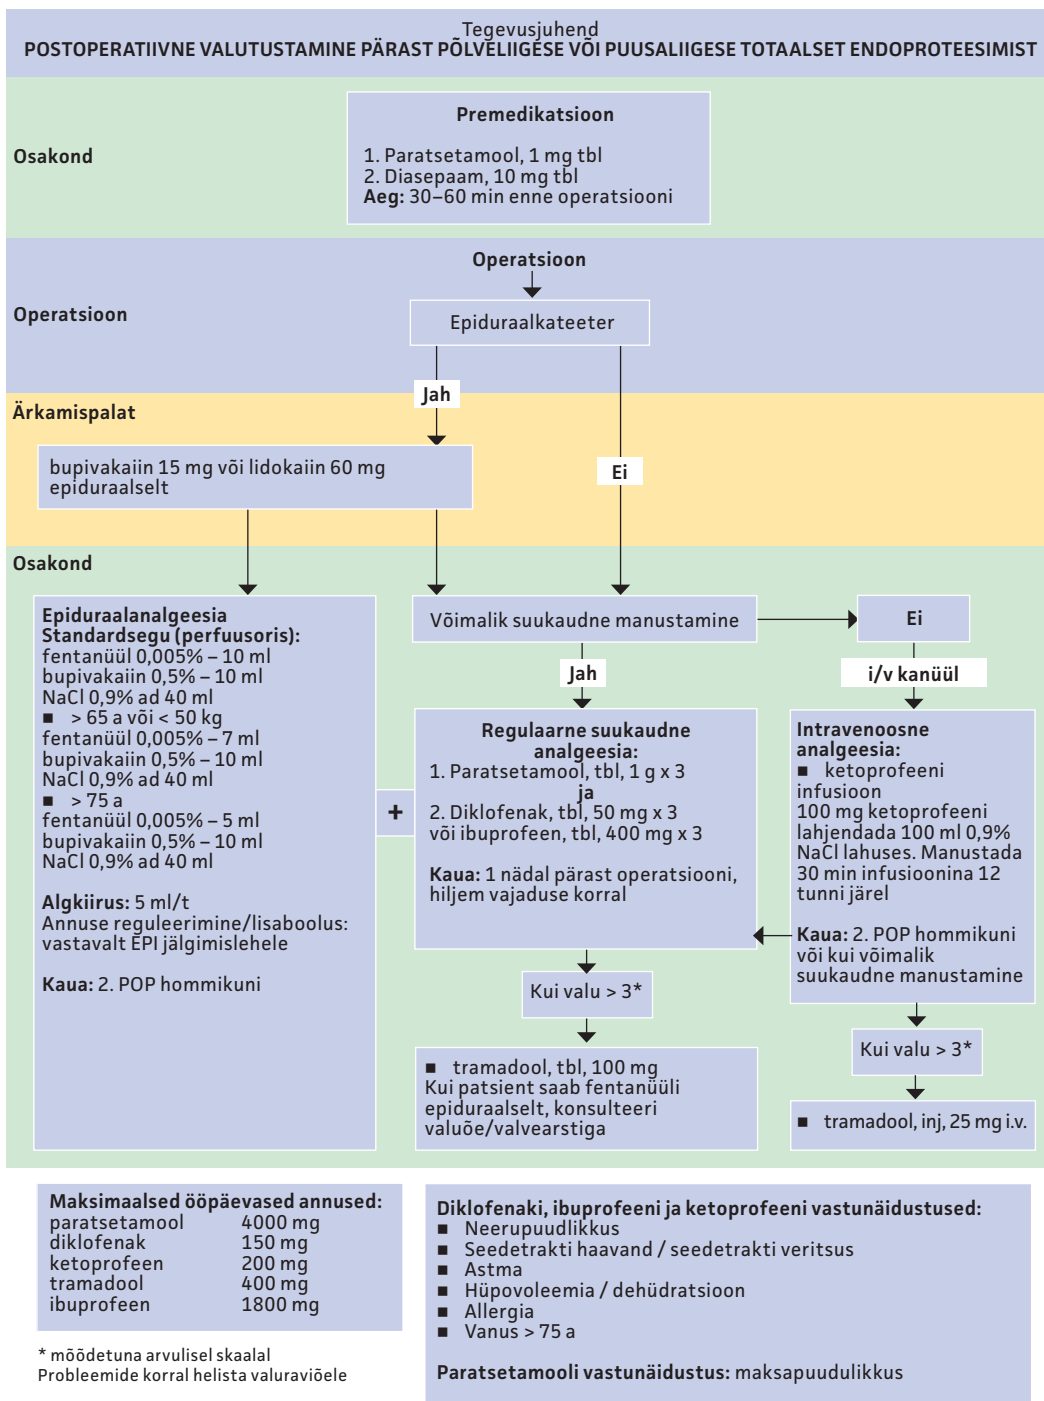 Tegevusjuhend
POSTOPERATIIVNE VALUTUSTAMINE PÄRAST PÕLVELIIGESE VÕI PUUSALIIGESE TOTAALSET ENDOPROTEESIMIST
Osakond
Premedikatsioon
1. Paratsetamool, 1 mg tbl
2. Diasepaam, 10 mg tbl
Aeg: 30–60 min enne operatsiooni
Operatsioon
Operatsioon
Epiduraalkateeter
Jah
Ärkamispalat
bupivakaiin 15 mg või lidokaiin 60 mg
epiduraalselt
Ei
Osakond
Epiduraalanalgeesia
Standardsegu (perfuusoris):
fentanüül 0,005% – 10 ml
bupivakaiin 0,5% – 10 ml
NaCl 0,9% ad 40 ml
■ > 65 a või < 50 kg
fentanüül 0,005% – 7 ml
bupivakaiin 0,5% – 10 ml
NaCl 0,9% ad 40 ml
■ > 75 a
fentanüül 0,005% – 5 ml
bupivakaiin 0,5% – 10 ml
NaCl 0,9% ad 40 ml
Algkiirus: 5 ml/t
Annuse reguleerimine/lisaboolus:
vastavalt EPI jälgimislehele
Kaua: 2. POP hommikuni
+
Võimalik suukaudne manustamine
Jah
Regulaarne suukaudne
analgeesia:
1. Paratsetamool, tbl, 1 g x 3
ja
2. Diklofenak, tbl, 50 mg x 3
või ibuprofeen, tbl, 400 mg x 3
Kaua: 1 nädal pärast operatsiooni,
hiljem vajaduse korral
Kui valu > 3*
■ tramadool, tbl, 100 mg
Kui patsient saab fentanüüli
epiduraalselt, konsulteeri
valuõe/valvearstiga
Ei
i/v kanüül
Intravenoosne
analgeesia:
■ ketoprofeeni
infusioon
100 mg ketoprofeeni
lahjendada 100 ml 0,9%
NaCl lahuses. Manustada
30 min infusioonina 12
tunni järel
Kaua: 2. POP hommikuni
või kui võimalik
suukaudne manustamine
Kui valu > 3*
■ tramadool, inj, 25 mg i.v.
Maksimaalsed ööpäevased annused:
paratsetamool 4000 mg
diklofenak 150 mg
ketoprofeen 200 mg
tramadool 400 mg
ibuprofeen 1800 mg
* mõõdetuna arvulisel skaalal
Probleemide korral helista valuraviõele
Diklofenaki, ibuprofeeni ja ketoprofeeni vastunäidustused:
■ Neerupuudlikkus
■ Seedetrakti haavand / seedetrakti veritsus
■ Astma
■ Hüpovoleemia / dehüdratsioon
■ Allergia
■ Vanus > 75 a
Paratsetamooli vastunäidustus: maksapuudulikkus